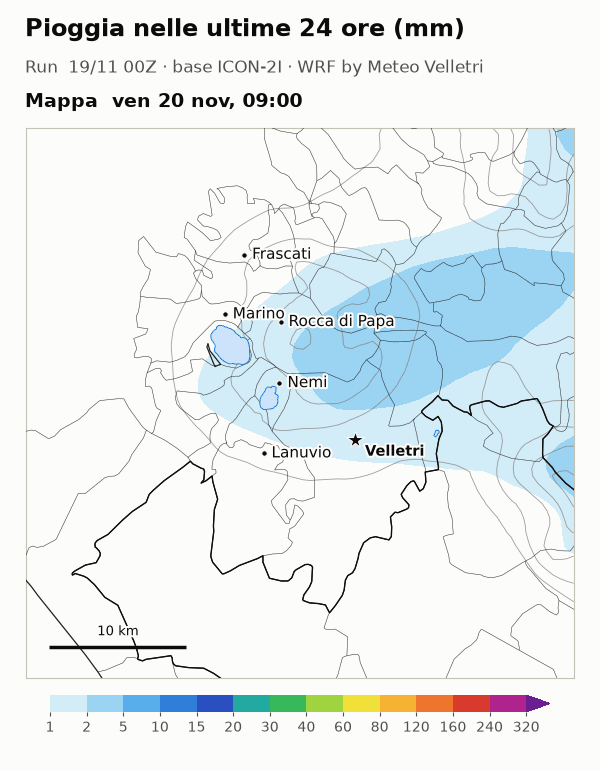 Pioggia nelle ultime 24 ore (mm)
Run 19/11 00Z · base ICON-2I · WRF by Meteo Velletri
Mappa ven 20 nov, 09:00
Frascati
Marino
Rocca di Papa
Nemi
Velletri
Lanuvio
10 km
1 2 5 10 15 20 30 40 60 80 120 160 240 320